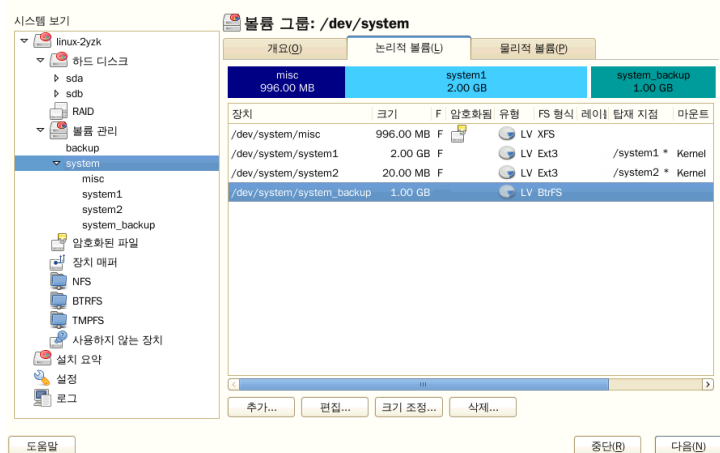 시스템 보기
linux-2yzk
하드 디스크
sda
sdb
RAID
볼륨 관리
backup
system
misc
system1
system2
system_backup
암호화된 파일
장치 매퍼
NFS
BTRFS
TMPFS
사용하지 않는 장치
설치 요약
설정
로그
볼륨 그룹: /dev/system
개요(O) 논리적 볼륨(L) 물리적 볼륨(P)
misc system1 system_backup
996.00 MB 2.00 GB 1.00 GB
장치 크기 F 암호화됨 유형 FS 형식 탑재 지점 마운트
/dev/system/misc 996.00 MB F LV XFS
/dev/system/system1 2.00 GB F LV Ext3 /system1 * Kernel
/dev/system/system2 20.00 MB F LV Ext3 /system2 * Kernel
/dev/system/system_backup 1.00 GB LV BtrFS
추가... 편집... 크기 조정... 삭제...
도움말 중단(R) 다음(N)